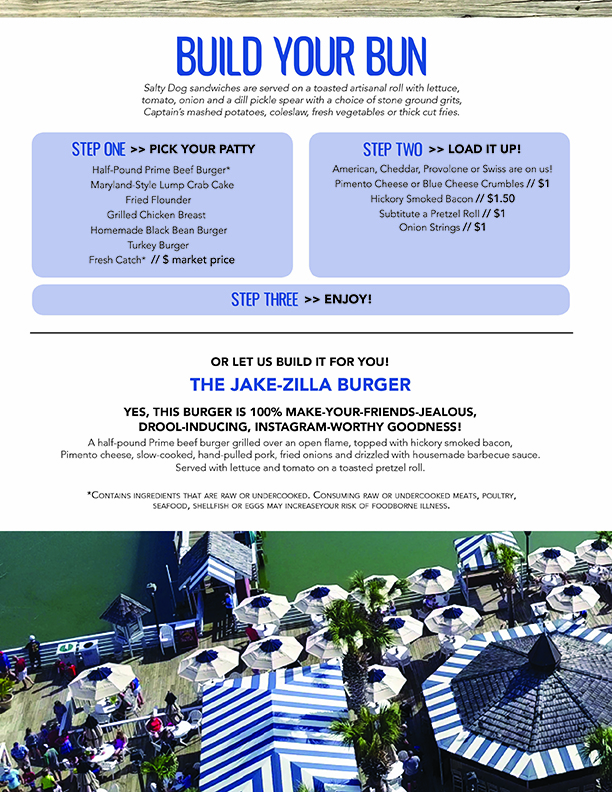 BUILD YOUR BUN
Salty Dog sandwiches are served on a toasted artisanal roll with lettuce,
tomato, onion and a dill pickle spear with a choice of stone ground grits,
Captain's mashed potatoes, coleslaw, fresh vegetables or thick cut fries.
STEP ONE >> PICK YOUR PATTY
Half-Pound Prime Beef Burger*
Maryland-Style Lump Crab Cake
Fried Flounder
Grilled Chicken Breast
Homemade Black Bean Burger
Turkey Burger
Fresh Catch* // $ market price
STEP TWO >> LOAD IT UP!
American, Cheddar, Provolone or Swiss are on us!
Pimento Cheese or Blue Cheese Crumbles // $1
Hickory Smoked Bacon // $1.50
Subtitute a Pretzel Roll // $1
Onion Strings // $1
STEP THREE >> ENJOY!
OR LET US BUILD IT FOR YOU!
THE JAKE-ZILLA BURGER
YES, THIS BURGER IS 100% MAKE-YOUR-FRIENDS-JEALOUS,
DROOL-INDUCING, INSTAGRAM-WORTHY GOODNESS!
A half-pound Prime beef burger grilled over an open flame, topped with hickory smoked bacon,
Pimento cheese, slow-cooked, hand-pulled pork, fried onions and drizzled with housemade barbecue sauce.
Served with lettuce and tomato on a toasted pretzel roll.
*Contains ingredients that are raw or undercooked. Consuming raw or undercooked meats, poultry,
seafood, shellfish or eggs may increaseyour risk of foodborne illness.